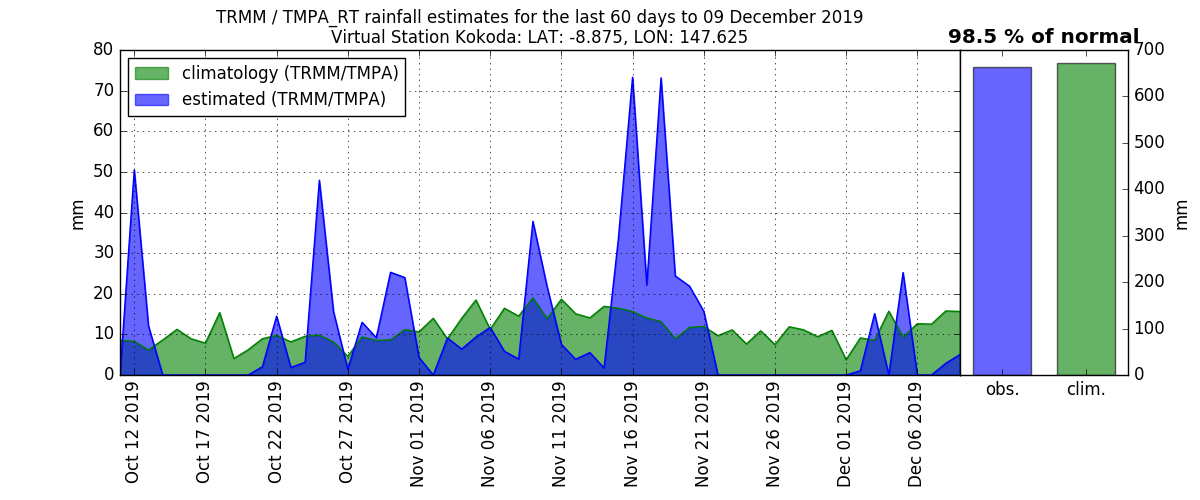 TRMM / TMPA_RT rainfall estimates for the last 60 days to 09 December 2019
Virtual Station Kokoda: LAT: -8.875, LON: 147.625
98.5 % of normal
climatology (TRMM/TMPA)
estimated (TRMM/TMPA)
mm
80
70
60
50
40
30
20
10
0
Oct 12 2019
Oct 17 2019
Oct 22 2019
Oct 27 2019
Nov 01 2019
Nov 06 2019
Nov 11 2019
Nov 16 2019
Nov 21 2019
Nov 26 2019
Dec 01 2019
Dec 06 2019
obs.
clim.
700
600
500
400
300
200
100
0
mm